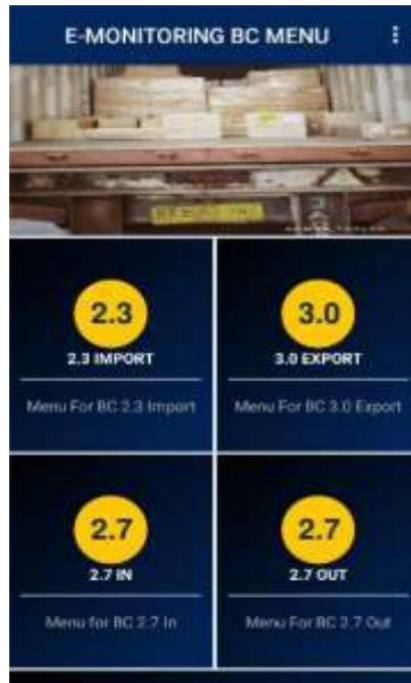 E-MONITORING BC MENU
2.3
2.3 IMPORT
Menu For BC 2.3 Import
3.0
3.0 EXPORT
Menu For BC 3.0 Export
2.7
2.7 IN
Menu for BC 2.7 In
2.7
2.7 OUT
Menu For BC 2.7 Out